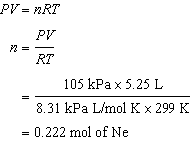 PV = nRT
n = PV / RT
= 105 kPa x 5.25 L / 8.31 kPa L/mol K x 299 K
= 0.222 mol of Ne